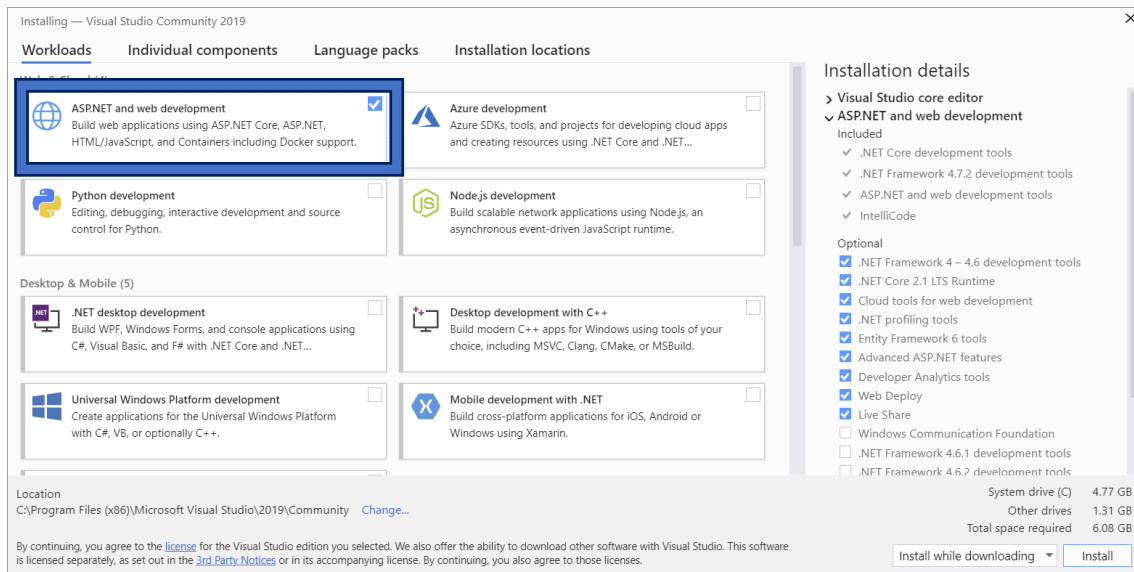 Installing — Visual Studio Community 2019
Workloads
Individual components
Language packs
Installation locations
ASP.NET and web development
Build web applications using ASP.NET Core, ASP.NET,
HTML/JavaScript, and Containers including Docker support.
Azure development
Azure SDKs, tools, and projects for developing cloud apps
and creating resources using .NET Core and .NET...
Python development
Editing, debugging, interactive development and source
control for Python.
Node.js development
Build scalable network applications using Node.js, an
asynchronous event-driven JavaScript runtime.
Desktop & Mobile (5)
.NET desktop development
Build WPF, Windows Forms, and console applications using
C#, Visual Basic, and F# with .NET Core and .NET...
Desktop development with C++
Build modern C++ apps for Windows using tools of your
choice, including MSVC, Clang, CMake, or MSBuild.
Universal Windows Platform development
Create applications for the Universal Windows Platform
with C#, VB, or optionally C++.
Mobile development with .NET
Build cross-platform applications for iOS, Android or
Windows using Xamarin.
Installation details
Visual Studio core editor
ASP.NET and web development
Included
.NET Core development tools
.NET Framework 4.7.2 development tools
ASP.NET and web development tools
IntelliCode
Optional
.NET Framework 4 – 4.6 development tools
.NET Core 2.1 LTS Runtime
Cloud tools for web development
.NET profiling tools
Entity Framework 6 tools
Advanced ASP.NET features
Developer Analytics tools
Web Deploy
Live Share
Windows Communication Foundation
.NET Framework 4.6.1 development tools
.NET Framework 4.6.2 development tools
Location
C:\Program Files (x86)\Microsoft Visual Studio\2019\Community Change...
System drive (C) 4.77 GB
Other drives 1.31 GB
Total space required 6.08 GB
By continuing, you agree to the license for the Visual Studio edition you selected. We also offer the ability to download other software with Visual Studio. This software
is licensed separately, as set out in the 3rd Party Notices or in its accompanying license. By continuing, you also agree to those licenses.
Install while downloading
Install